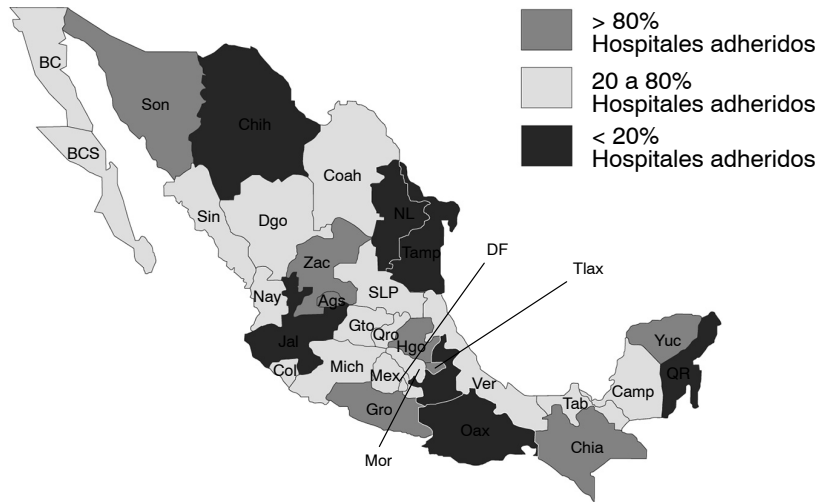 > 80%
Hospitales adheridos
20 a 80%
Hospitales adheridos
< 20%
Hospitales adheridos
BC
Son
Chih
BCS
Coah
Sin
Dgo
NL
Tamp
DF
Tlax
Zac
Nay
Ags
SLP
Gto
Qro
Hgo
Jal
Yuc
Col
Mich
Mex
Ver
QR
Camp
Tab
Gro
Oax
Chia
Mor